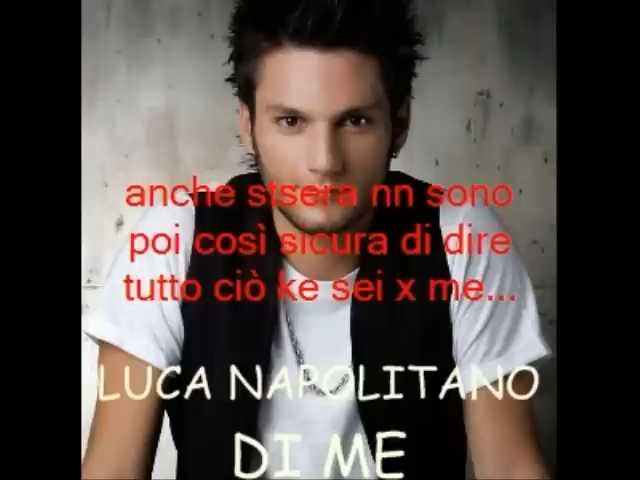 anche stsera nn sono
poi così sicura di dire
tutto ciò ke sei x me...
LUCA NAPOLITANO
DI ME